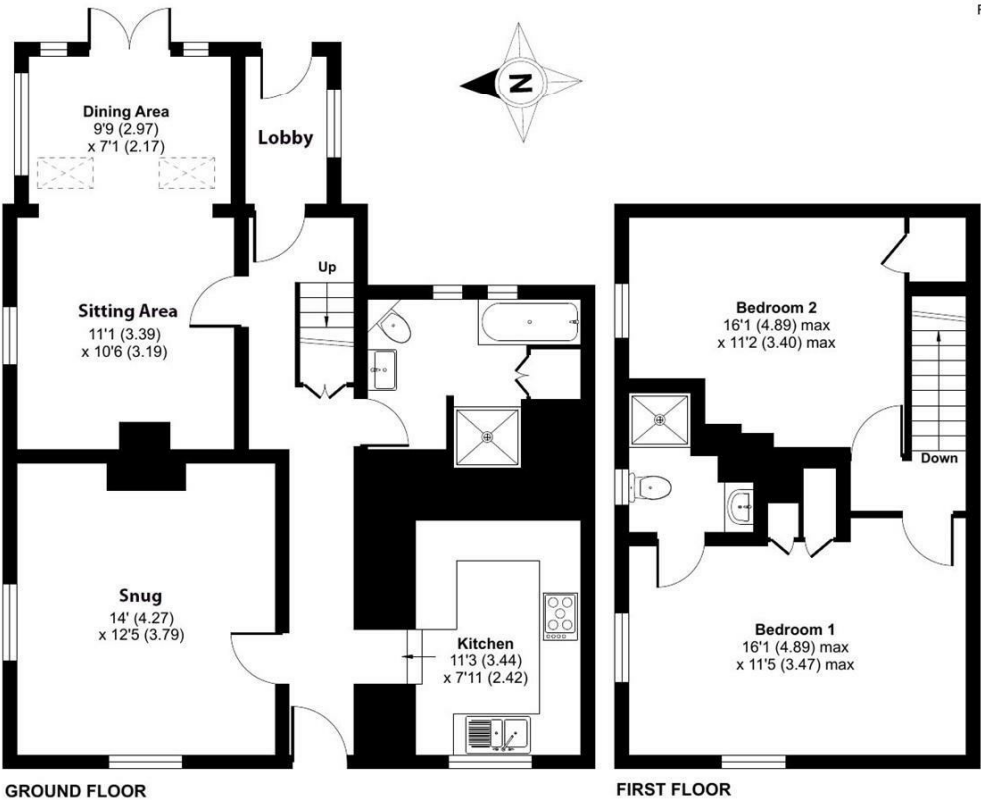 F
Dining Area
9'9 (2.97)
x 7'1 (2.17)
Lobby
N
Up
Sitting Area
11'1 (3.39)
x 10'6 (3.19)
Bedroom 2
16'1 (4.89) max
x 11'2 (3.40) max
Down
Snug
14' (4.27)
x 12'5 (3.79)
Kitchen
11'3 (3.44)
x 7'11 (2.42)
Bedroom 1
16'1 (4.89) max
x 11'5 (3.47) max
GROUND FLOOR
FIRST FLOOR